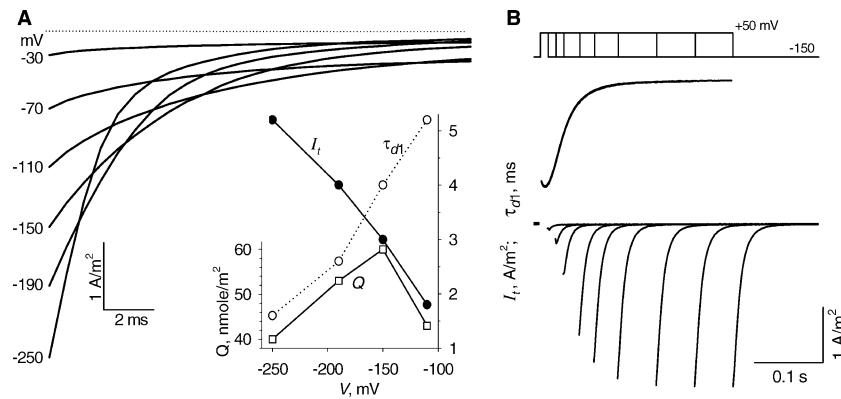 A
mV
-30
-70
-110
-150
-190
-250
1 A/m²
2 ms
I_t
τ_d1
Q
Q, nmole/m²
60
50
40
5
4
3
2
1
-250 -200 -150 -100
V, mV
I_t, A/m²; τ_d1, ms
B
+50 mV
-150
1 A/m²
0.1 s